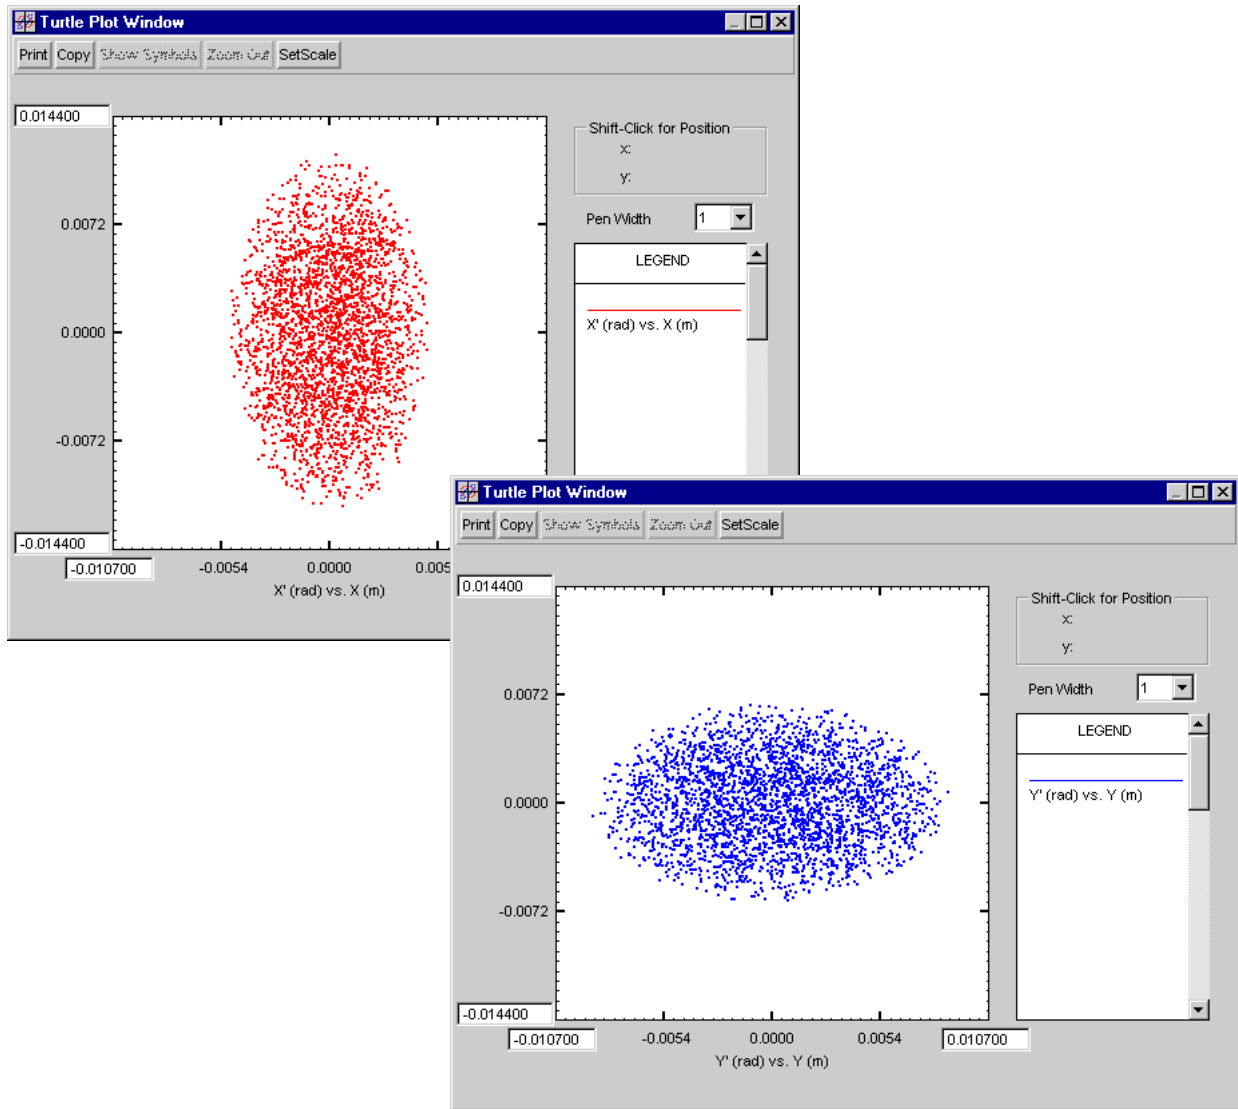 Turtle Plot Window
Print Copy Show Symbols Zoom Out SetScale
0.014400
Shift-Click for Position
x:
y:
0.0072
Pen Width 1
LEGEND
X' (rad) vs. X (m)
0.0000
-0.0072
-0.014400
-0.010700 -0.0054 0.0000 0.005
X' (rad) vs. X (m)
Turtle Plot Window
Print Copy Show Symbols Zoom Out SetScale
0.014400
Shift-Click for Position
x:
y:
0.0072
Pen Width 1
LEGEND
Y' (rad) vs. Y (m)
0.0000
-0.0072
-0.014400
-0.010700 -0.0054 0.0000 0.0054 0.010700
Y' (rad) vs. Y (m)